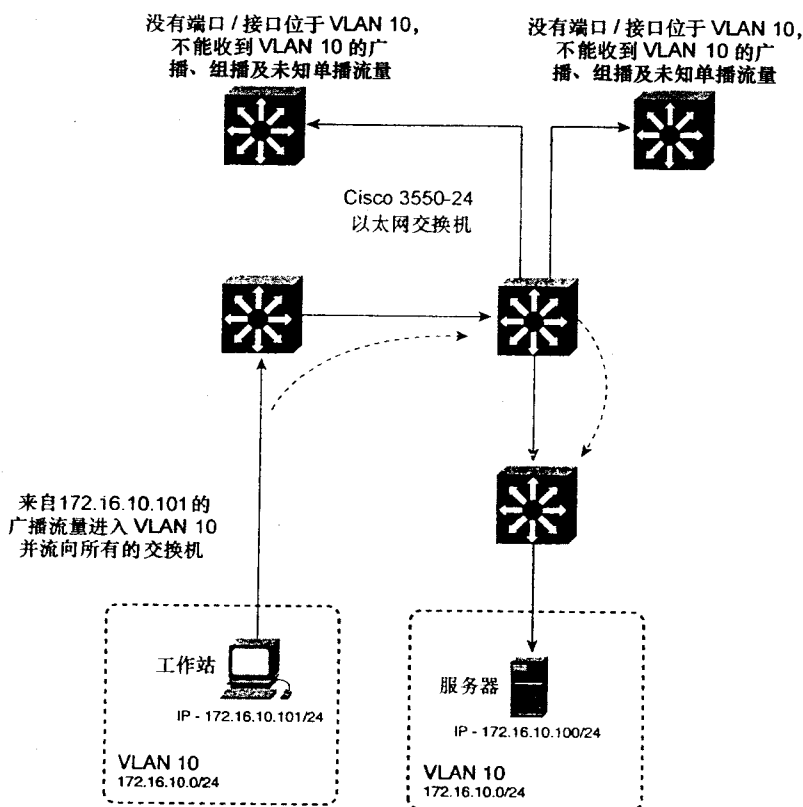 没有端口 / 接口位于 VLAN 10,
不能收到 VLAN 10 的广
播、组播及未知单播流量
没有端口 / 接口位于 VLAN 10,
不能收到 VLAN 10 的广
播、组播及未知单播流量
Cisco 3550-24
以太网交换机
来自172.16.10.101的
广播流量进入 VLAN 10
并流向所有的交换机
工作站
IP - 172.16.10.101/24
VLAN 10
172.16.10.0/24
服务器
IP - 172.16.10.100/24
VLAN 10
172.16.10.0/24